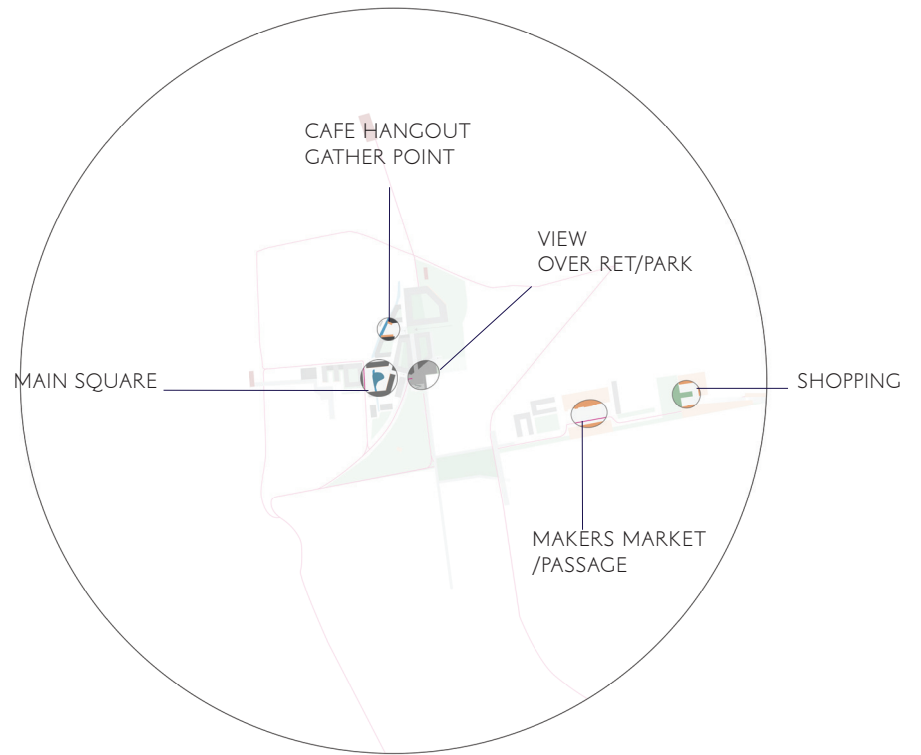 CAFE HANGOUT
GATHER POINT
VIEW
OVER RET/PARK
MAIN SQUARE
SHOPPING
MAKERS MARKET
/PASSAGE